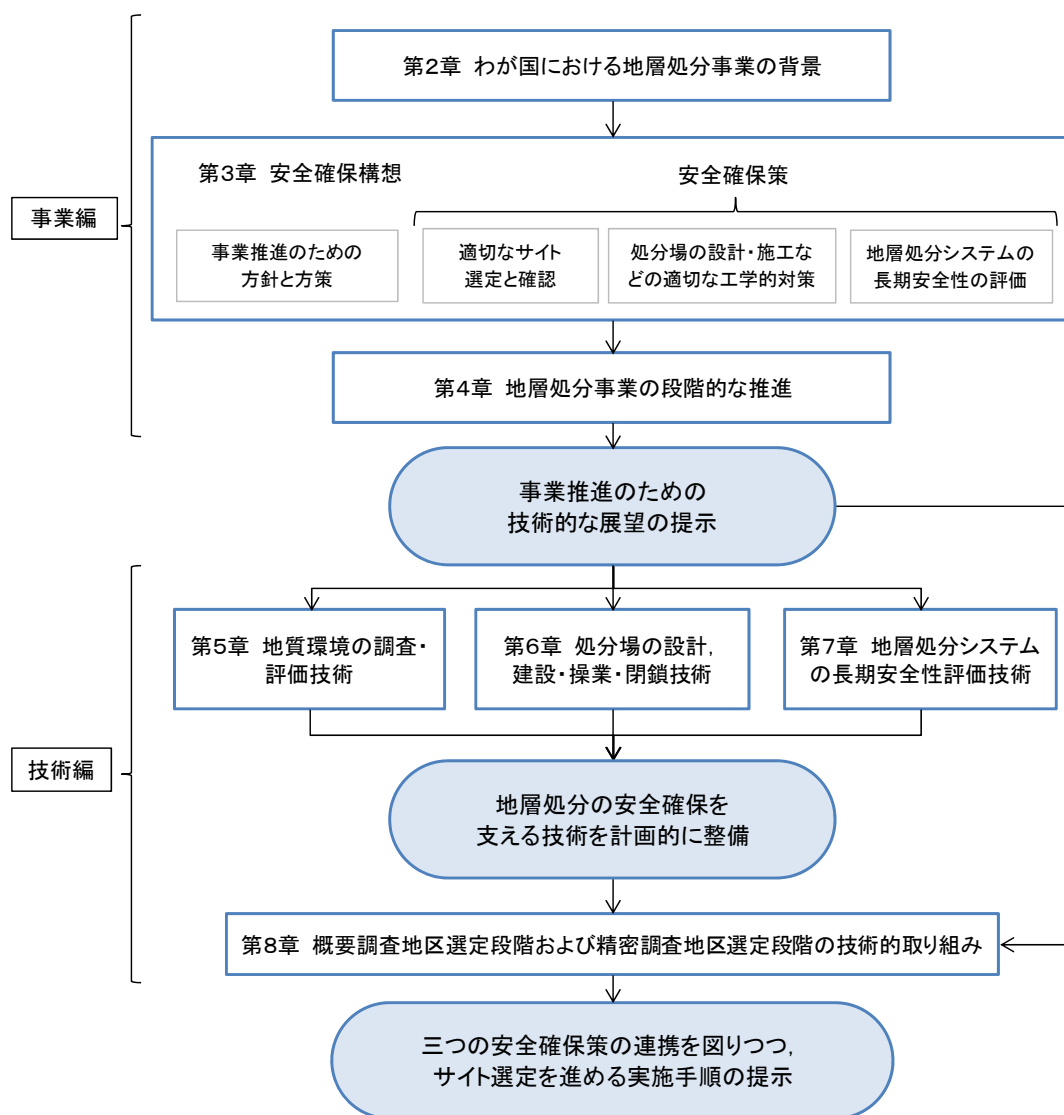 第2章 わが国における地層処分事業の背景
事業編
第3章 安全確保構想
安全確保策
事業推進のための
方針と方策
適切なサイト
選定と確認
処分場の設計・施工な
どの適切な工学的対策
地層処分システムの
長期安全性の評価
第4章 地層処分事業の段階的な推進
事業推進のための
技術的な展望の提示
技術編
第5章 地質環境の調査・
評価技術
第6章 処分場の設計,
建設・操業・閉鎖技術
第7章 地層処分システム
の長期安全性評価技術
地層処分の安全確保を
支える技術を計画的に整備
第8章 概要調査地区選定段階および精密調査地区選定段階の技術的取り組み
三つの安全確保策の連携を図りつつ,
サイト選定を進める実施手順の提示